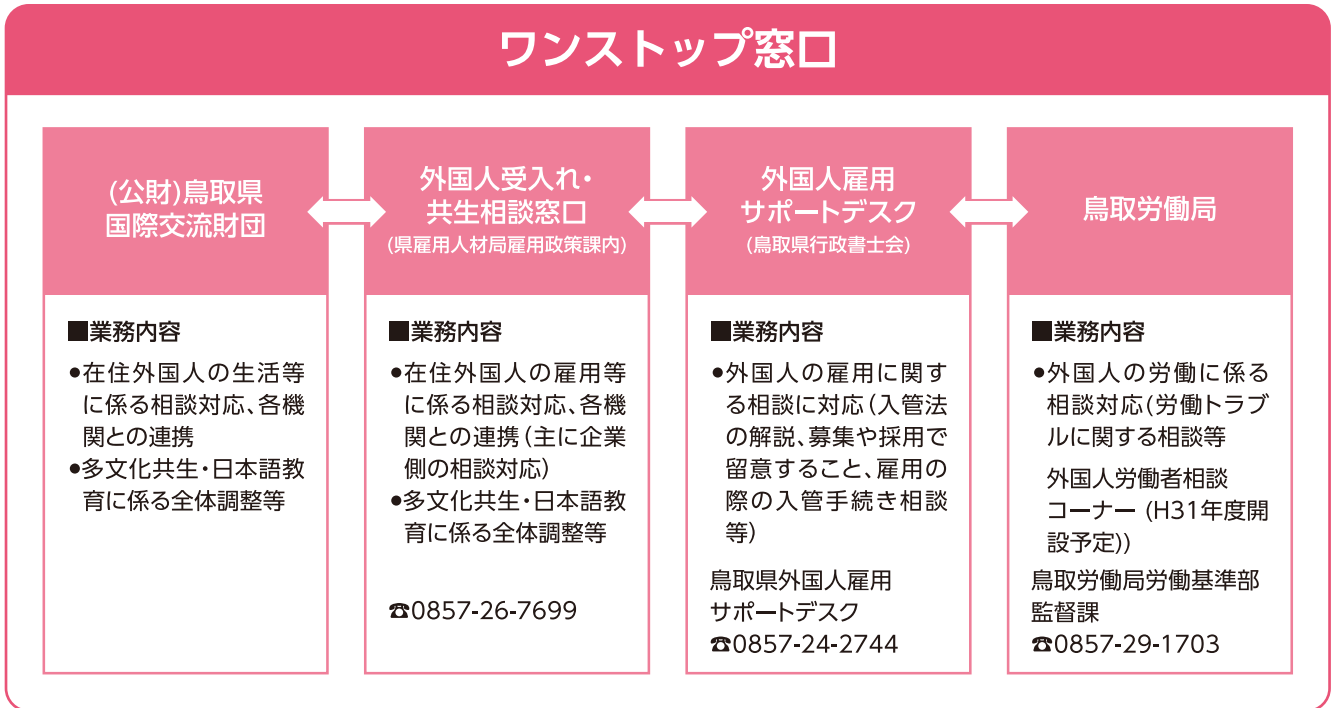 ワンストップ窓口
(公財)鳥取県
国際交流財団
■業務内容
●在住外国人の生活等
に係る相談対応、各機
関との連携
●多文化共生・日本語教
育に係る全体調整等
外国人受入れ・
共生相談窓口
(県雇用人材局雇用政策課内)
■業務内容
●在住外国人の雇用等
に係る相談対応、各機
関との連携(主に企業
側の相談対応)
●多文化共生・日本語教
育に係る全体調整等
☎0857-26-7699
外国人雇用
サポートデスク
(鳥取県行政書士会)
■業務内容
●外国人の雇用に関す
る相談に対応(入管法
の解説、募集や採用で
留意すること、雇用の
際の入管手続き相談
等)
鳥取県外国人雇用
サポートデスク
☎0857-24-2744
鳥取労働局
■業務内容
●外国人の労働に係る
相談対応(労働トラブ
ルに関する相談等
外国人労働者相談
コーナー (H31年度開
設予定))
鳥取労働局労働基準部
監督課
☎0857-29-1703